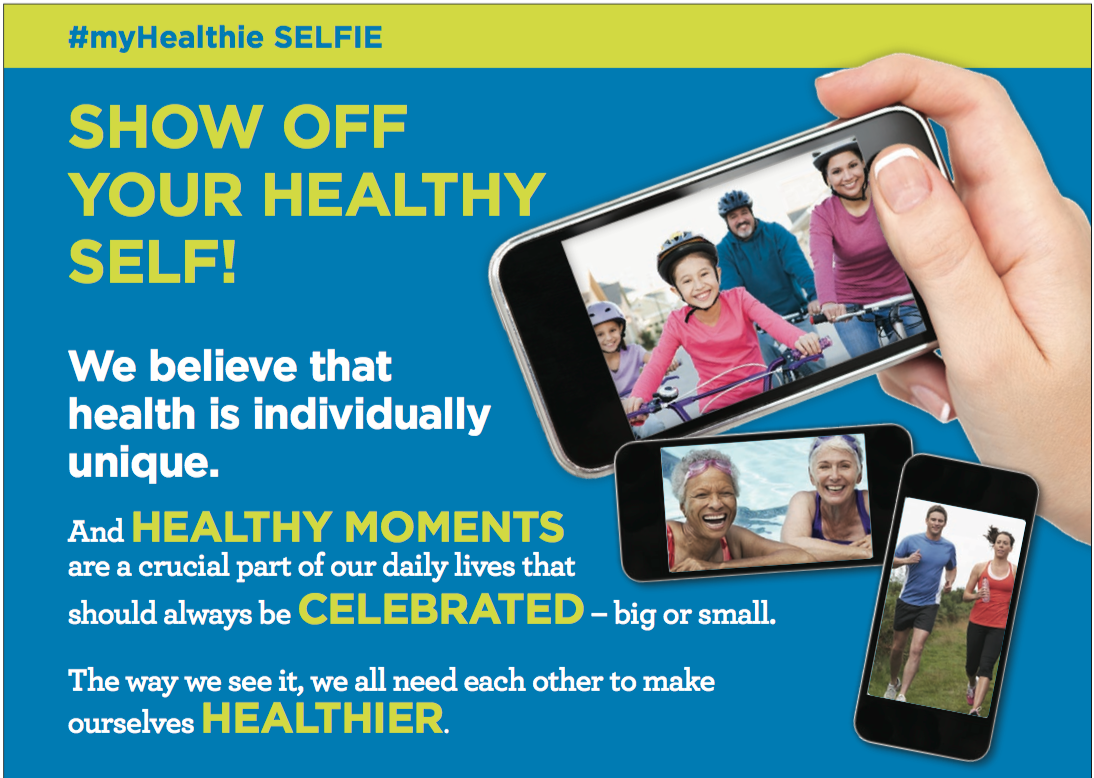 #myHealthie SELFIE
SHOW OFF
YOUR HEALTHY
SELF!
We believe that
health is individually
unique.
And HEALTHY MOMENTS
are a crucial part of our daily lives that
should always be CELEBRATED – big or small.
The way we see it, we all need each other to make
ourselves HEALTHIER.